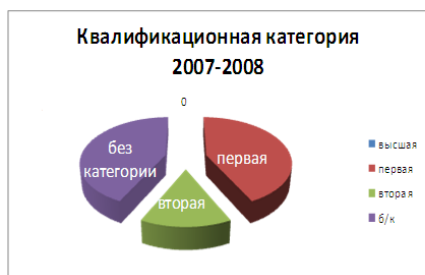 Квалификационная категория
2007-2008
0
без
категории
первая
вторая
высшая
первая
вторая
б/к